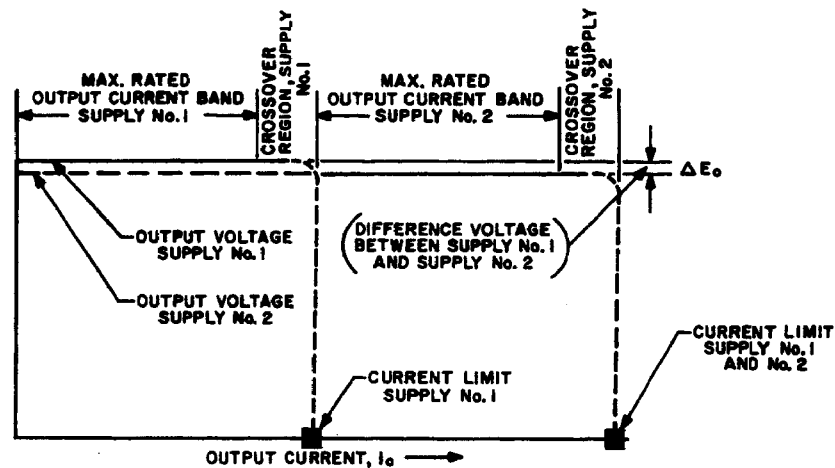 MAX. RATED
OUTPUT CURRENT BAND
SUPPLY No.1
CROSSOVER
REGION, SUPPLY
No.1
MAX. RATED
OUTPUT CURRENT BAND
SUPPLY No.2
CROSSOVER
REGION, SUPPLY
No.2
ΔEo
OUTPUT VOLTAGE
SUPPLY No.1
(DIFFERENCE VOLTAGE
BETWEEN SUPPLY No.1
AND SUPPLY No.2)
OUTPUT VOLTAGE
SUPPLY No.2
CURRENT LIMIT
SUPPLY No.1
AND No.2
CURRENT LIMIT
SUPPLY No.1
OUTPUT CURRENT, Io